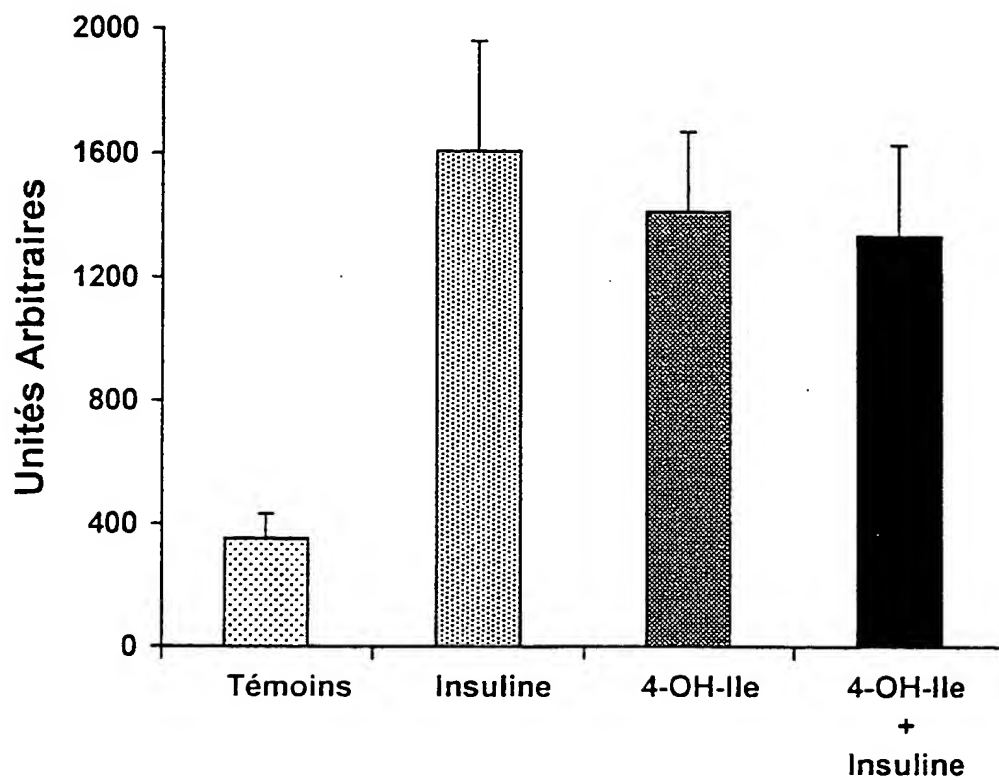 Unités Arbitraires
2000
1600
1200
800
400
0
Témoins
Insuline
4-OH-Ile
4-OH-Ile
+
Insuline